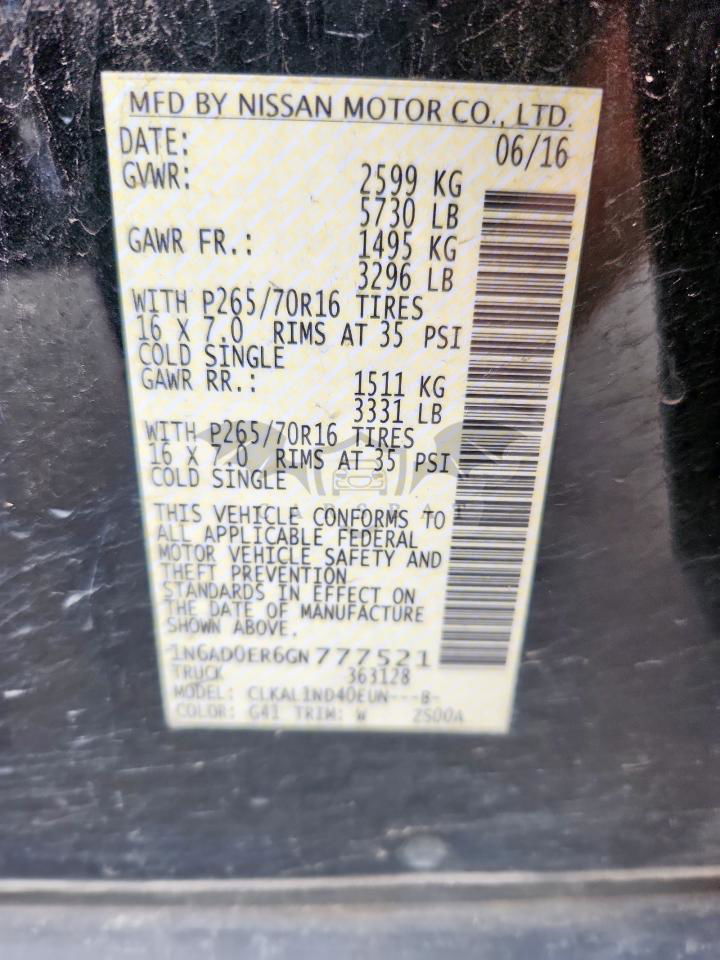 MFD BY NISSAN MOTOR CO., LTD.
DATE: 06/16
GVWR: 2599 KG
5730 LB
GAWR FR.: 1495 KG
3296 LB
WITH P265/70R16 TIRES
16 X 7.0 RIMS AT 35 PSI
COLD SINGLE
GAWR RR.: 1511 KG
3331 LB
WITH P265/70R16 TIRES
16 X 7.0 RIMS AT 35 PSI
COLD SINGLE
THIS VEHICLE CONFORMS TO
ALL APPLICABLE FEDERAL
MOTOR VEHICLE SAFETY AND
THEFT PREVENTION
STANDARDS IN EFFECT ON
THE DATE OF MANUFACTURE
SHOWN ABOVE.
1N6AD0ER6GN777521
TRUCK 363128
MODEL: CLKAL1ND40EUN---B-
COLOR: G41 TRIM: W 2S00A